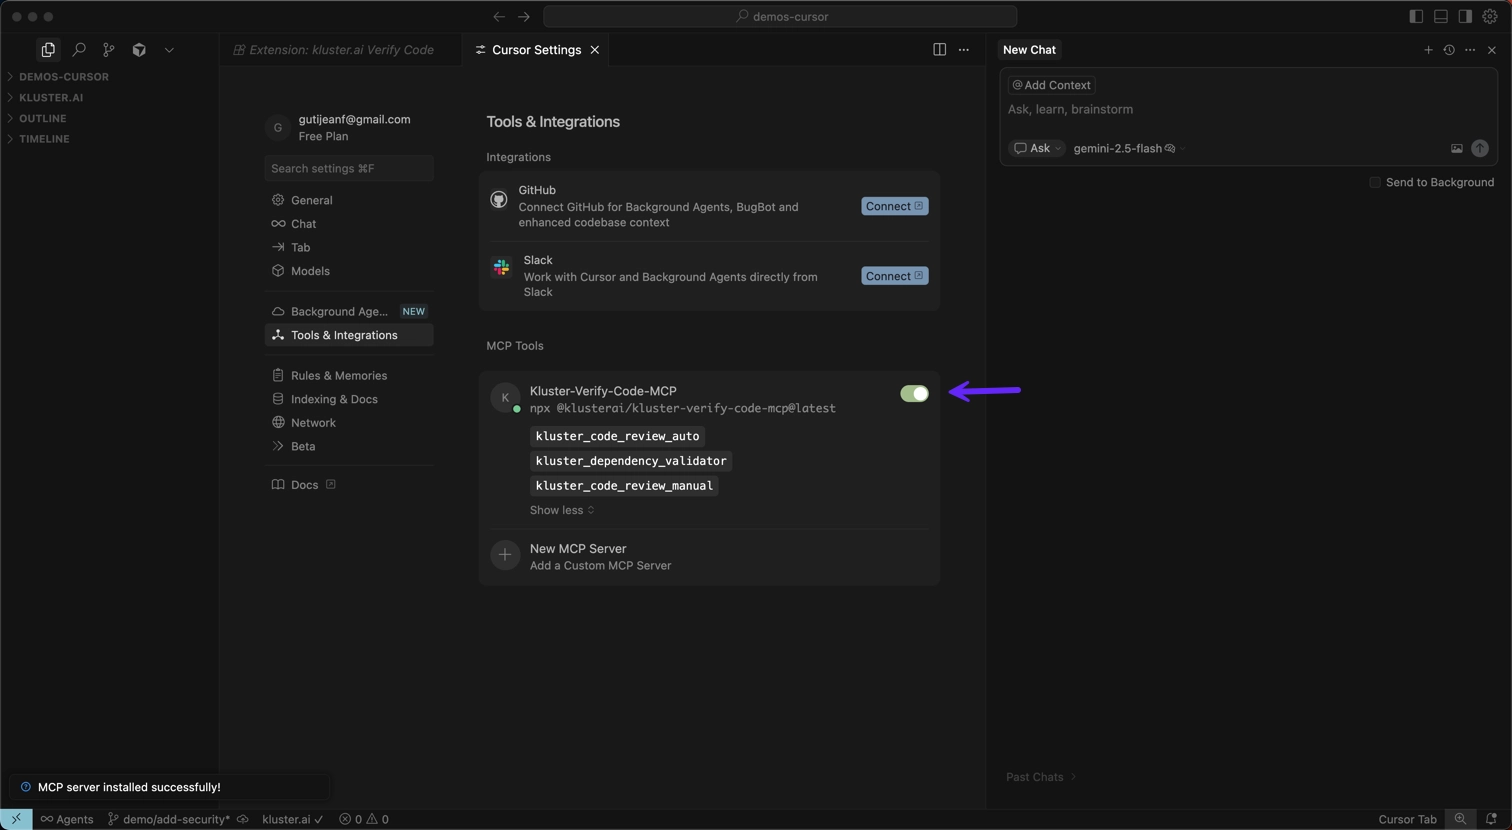 demos-cursor
Extension: kluster.ai Verify Code
Cursor Settings
DEMOS-CURSOR
KLUSTER.AI
OUTLINE
TIMELINE
G
gutijeanf@gmail.com
Free Plan
Search settings ⌘F
General
Chat
Tab
Models
Background Age... NEW
Tools & Integrations
Rules & Memories
Indexing & Docs
Network
Beta
Docs
Tools & Integrations
Integrations
GitHub
Connect GitHub for Background Agents, BugBot and
enhanced codebase context
Connect
Slack
Work with Cursor and Background Agents directly from
Slack
Connect
MCP Tools
K
Kluster-Verify-Code-MCP
npx @klusterai/kluster-verify-code-mcp@latest
kluster_code_review_auto
kluster_dependency_validator
kluster_code_review_manual
Show less
New MCP Server
Add a Custom MCP Server
New Chat
@ Add Context
Ask, learn, brainstorm
Ask
gemini-2.5-flash
Send to Background
Past Chats
MCP server installed successfully!
Agents
demo/add-security*
kluster.ai ✓
0
0
Cursor Tab